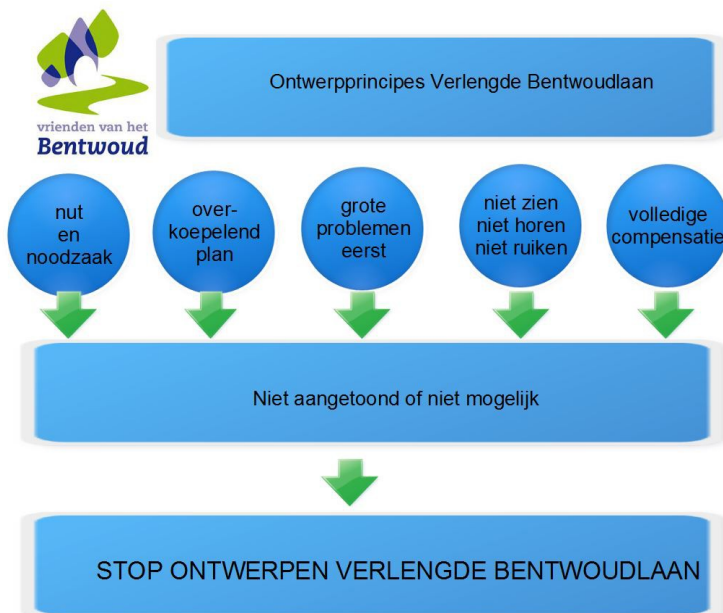 vrienden van het
Bentwoud
Ontwerpprincipes Verlengde Bentwoudlaan
nut
en
noodzaak
over-
koepelend
plan
grote
problemen
eerst
niet zien
niet horen
niet ruiken
volledige
compensatie
Niet aangetoond of niet mogelijk
STOP ONTWERPEN VERLENGDE BENTWOUDLAAN